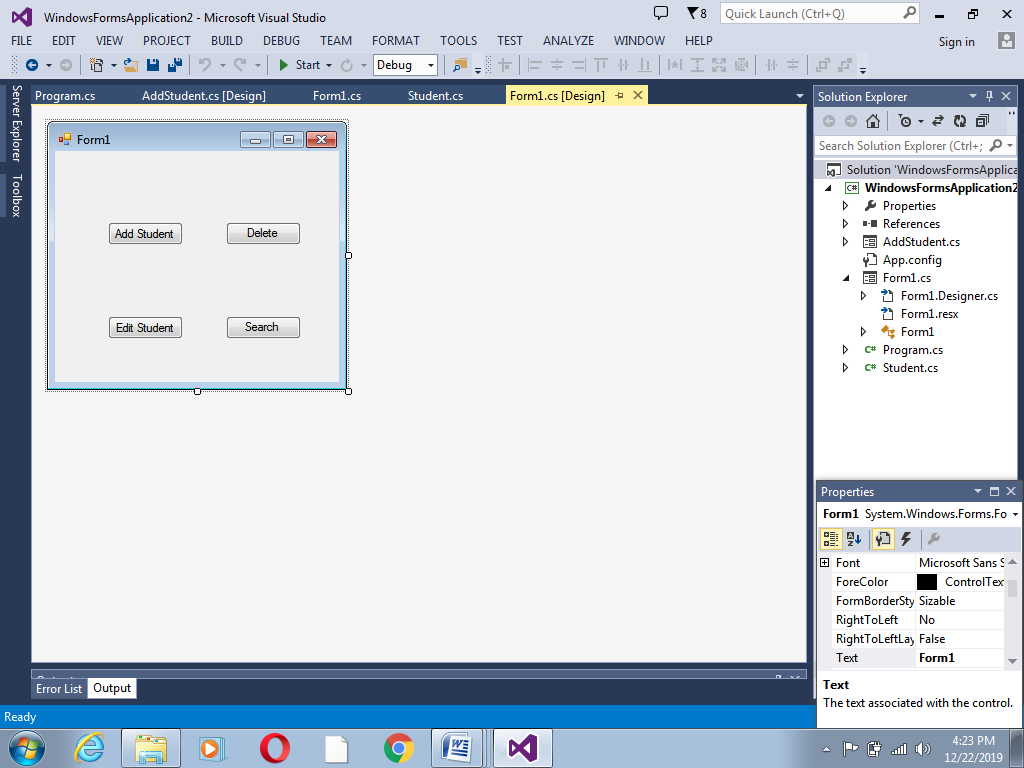 WindowsFormsApplication2 - Microsoft Visual Studio
8
Quick Launch (Ctrl+Q)
FILE EDIT VIEW PROJECT BUILD DEBUG TEAM FORMAT TOOLS TEST ANALYZE WINDOW HELP
Sign in
Start Debug
Server Explorer
Toolbox
Program.cs AddStudent.cs [Design] Form1.cs Student.cs Form1.cs [Design]
Form1
Add Student Delete
Edit Student Search
Solution Explorer
Search Solution Explorer (Ctrl+;
Solution 'WindowsFormsApplica
C# WindowsFormsApplication2
Properties
References
AddStudent.cs
App.config
Form1.cs
Form1.Designer.cs
Form1.resx
Form1
C# Program.cs
C# Student.cs
Properties
Form1 System.Windows.Forms.Fo
Font Microsoft Sans S
ForeColor ControlTex
FormBorderSty Sizable
RightToLeft No
RightToLeftLay False
Text Form1
Text
The text associated with the control.
Error List Output
Ready
4:23 PM
12/22/2019